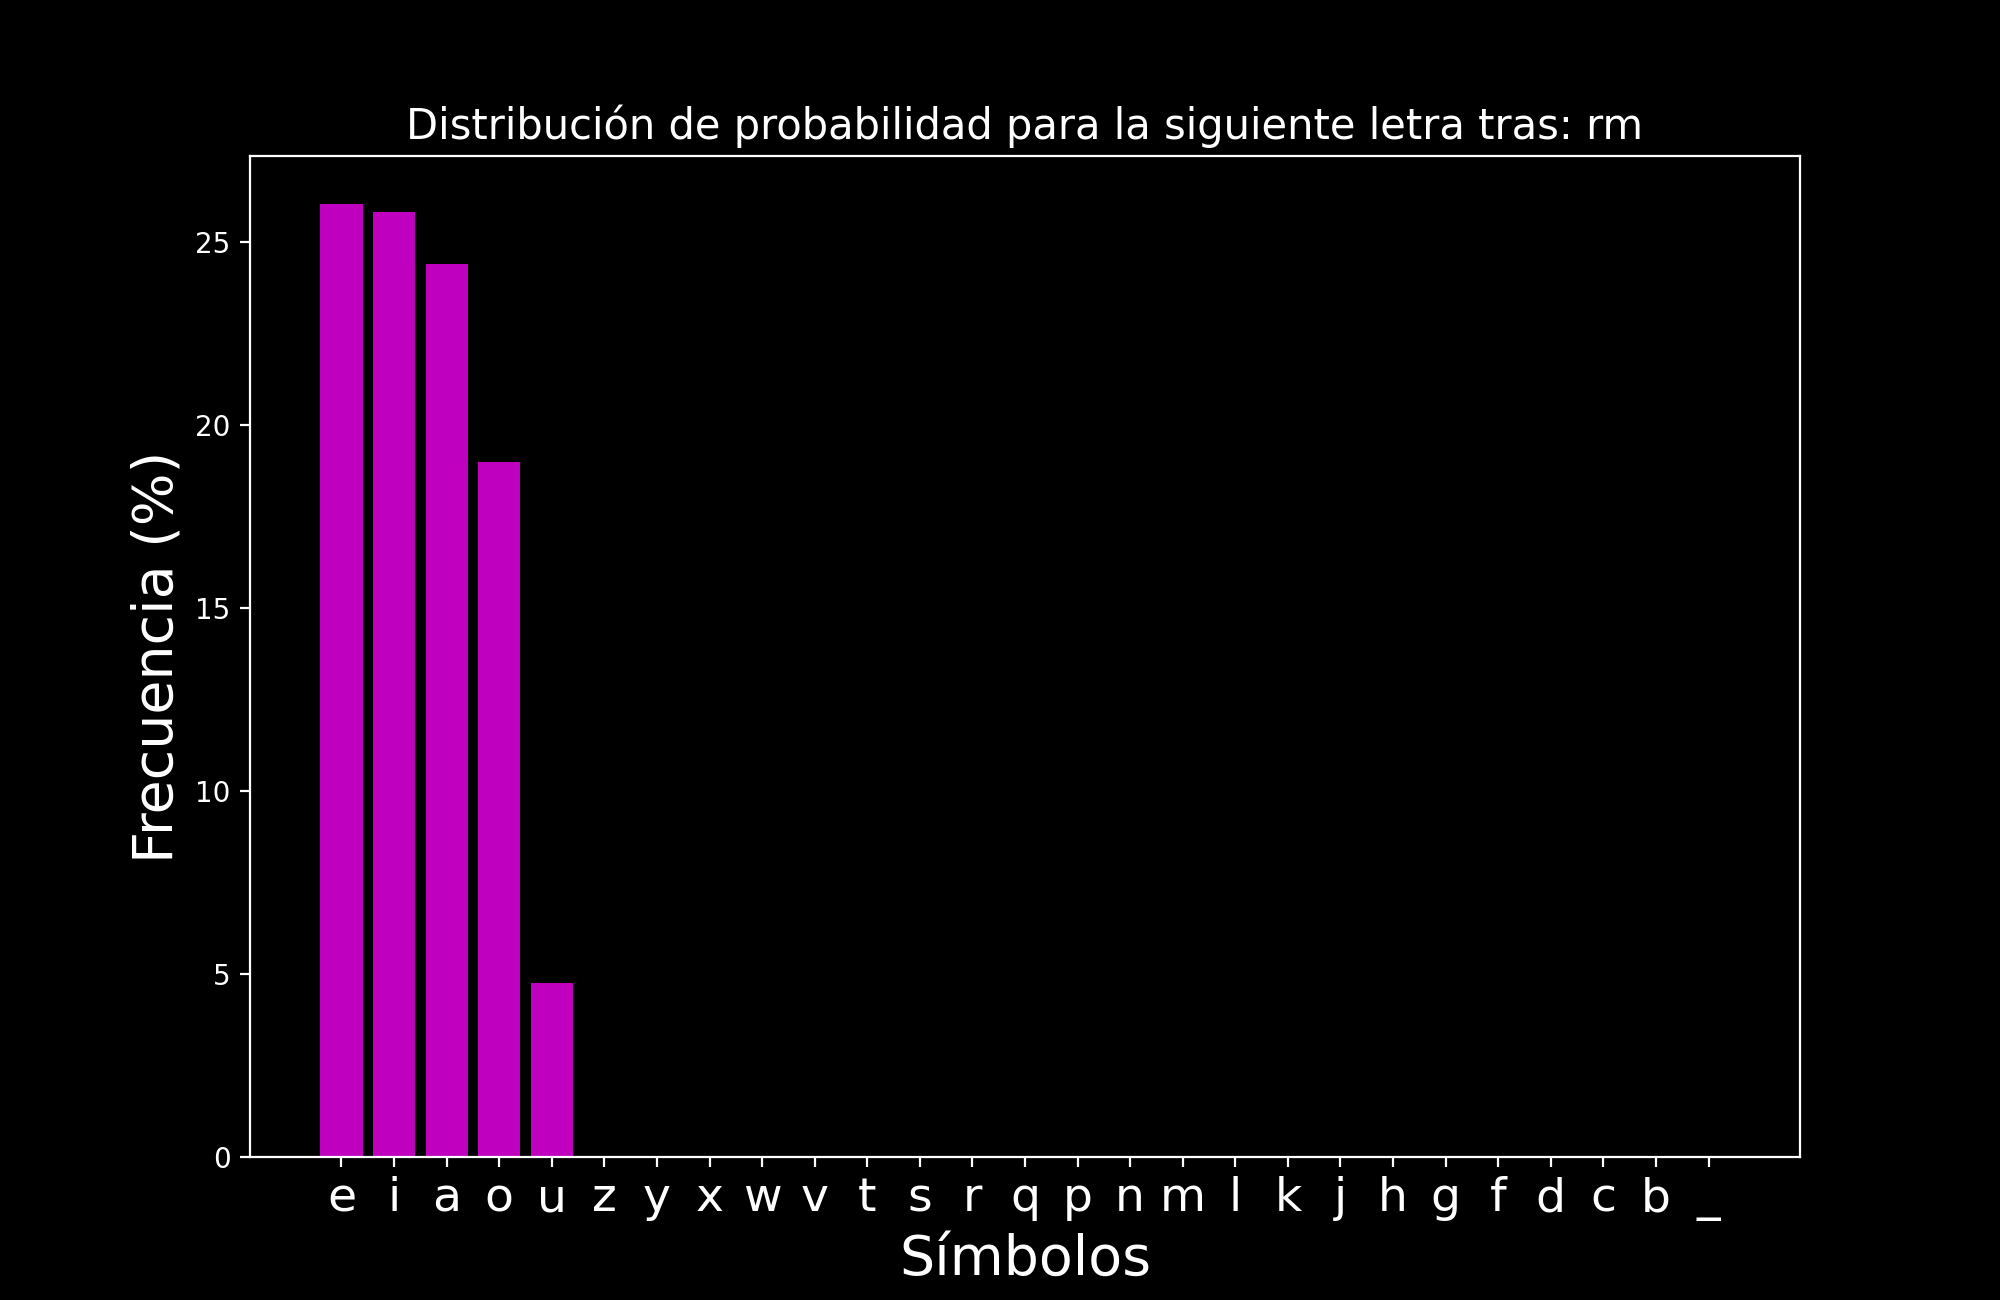 Distribución de probabilidad para la siguiente letra tras: rm
Frecuencia (%)
25
20
15
10
5
0
e i a o u z y x w v t s r q p n m l k j h g f d c b _
Símbolos